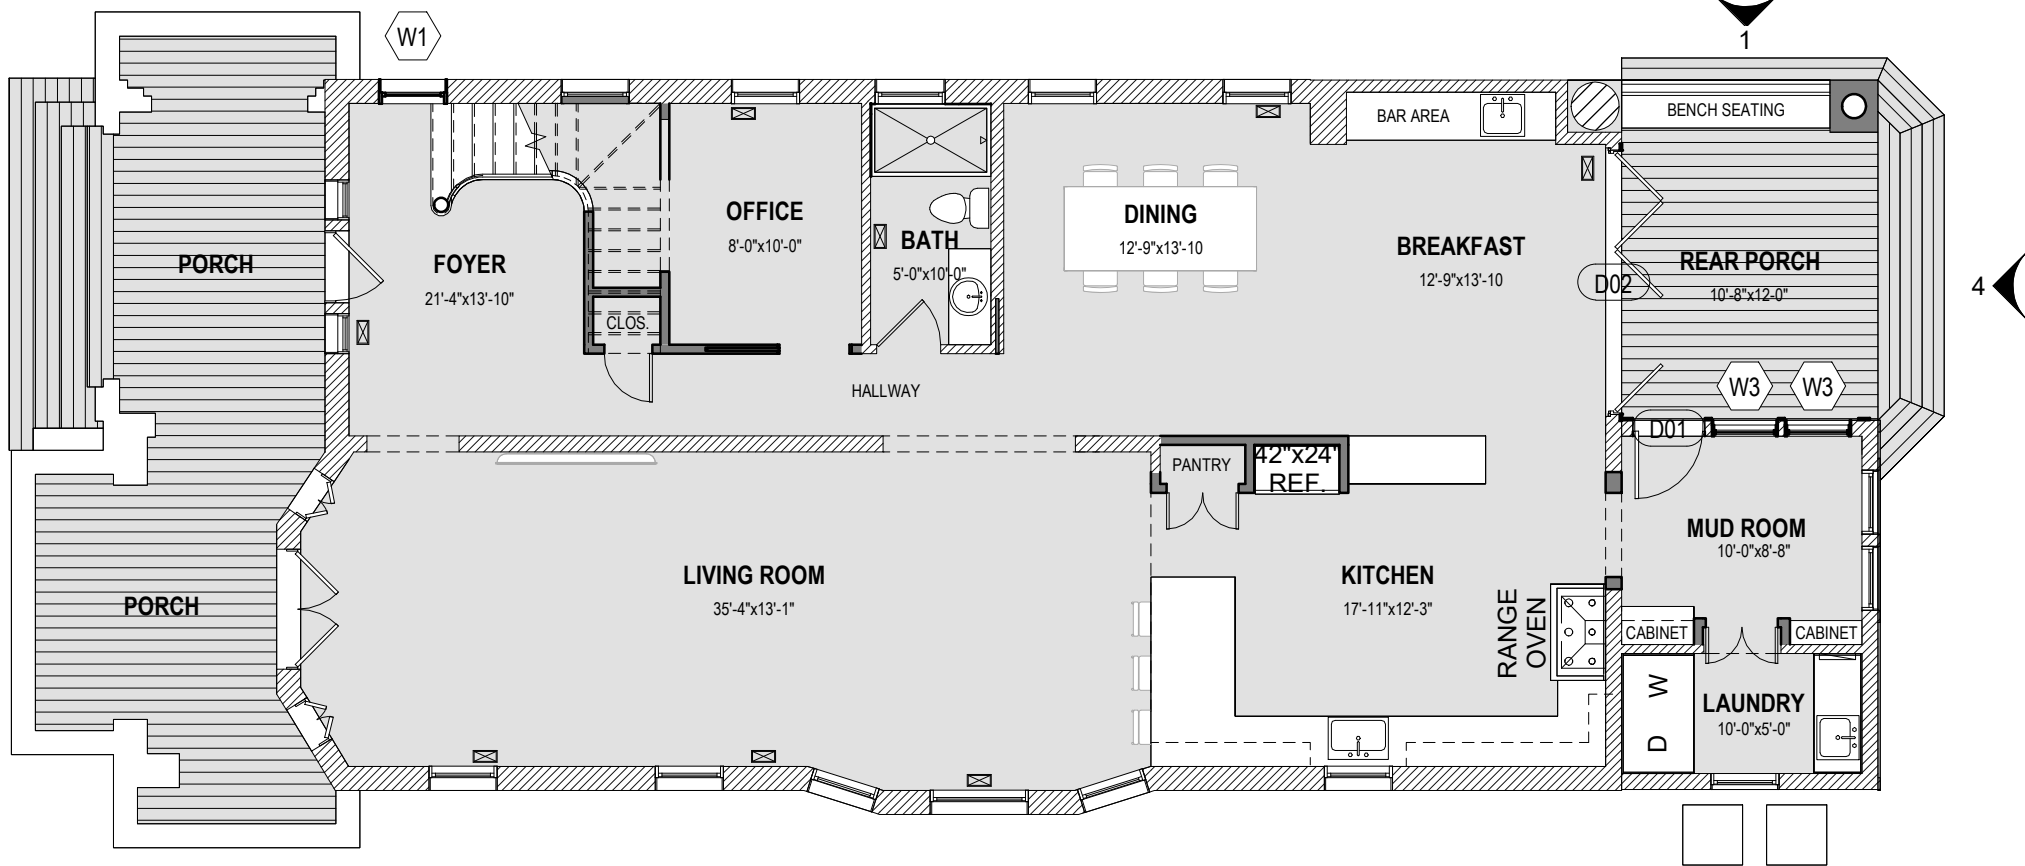 W1
1
BAR AREA
BENCH SEATING
OFFICE
8'-0"x10'-0"
DINING
12'-9"x13'-10
BATH
5'-0"x10'-0"
BREAKFAST
12'-9"x13'-10
PORCH
FOYER
21'-4"x13'-10"
REAR PORCH
10'-8"x12'-0"
D02
4
CLOS.
HALLWAY
W3
W3
D01
PANTRY
42"x24"
REF.
MUD ROOM
10'-0"x8'-8"
LIVING ROOM
35'-4"x13'-1"
KITCHEN
17'-11"x12'-3"
PORCH
RANGE
OVEN
CABINET
CABINET
D W
LAUNDRY
10'-0"x5'-0"